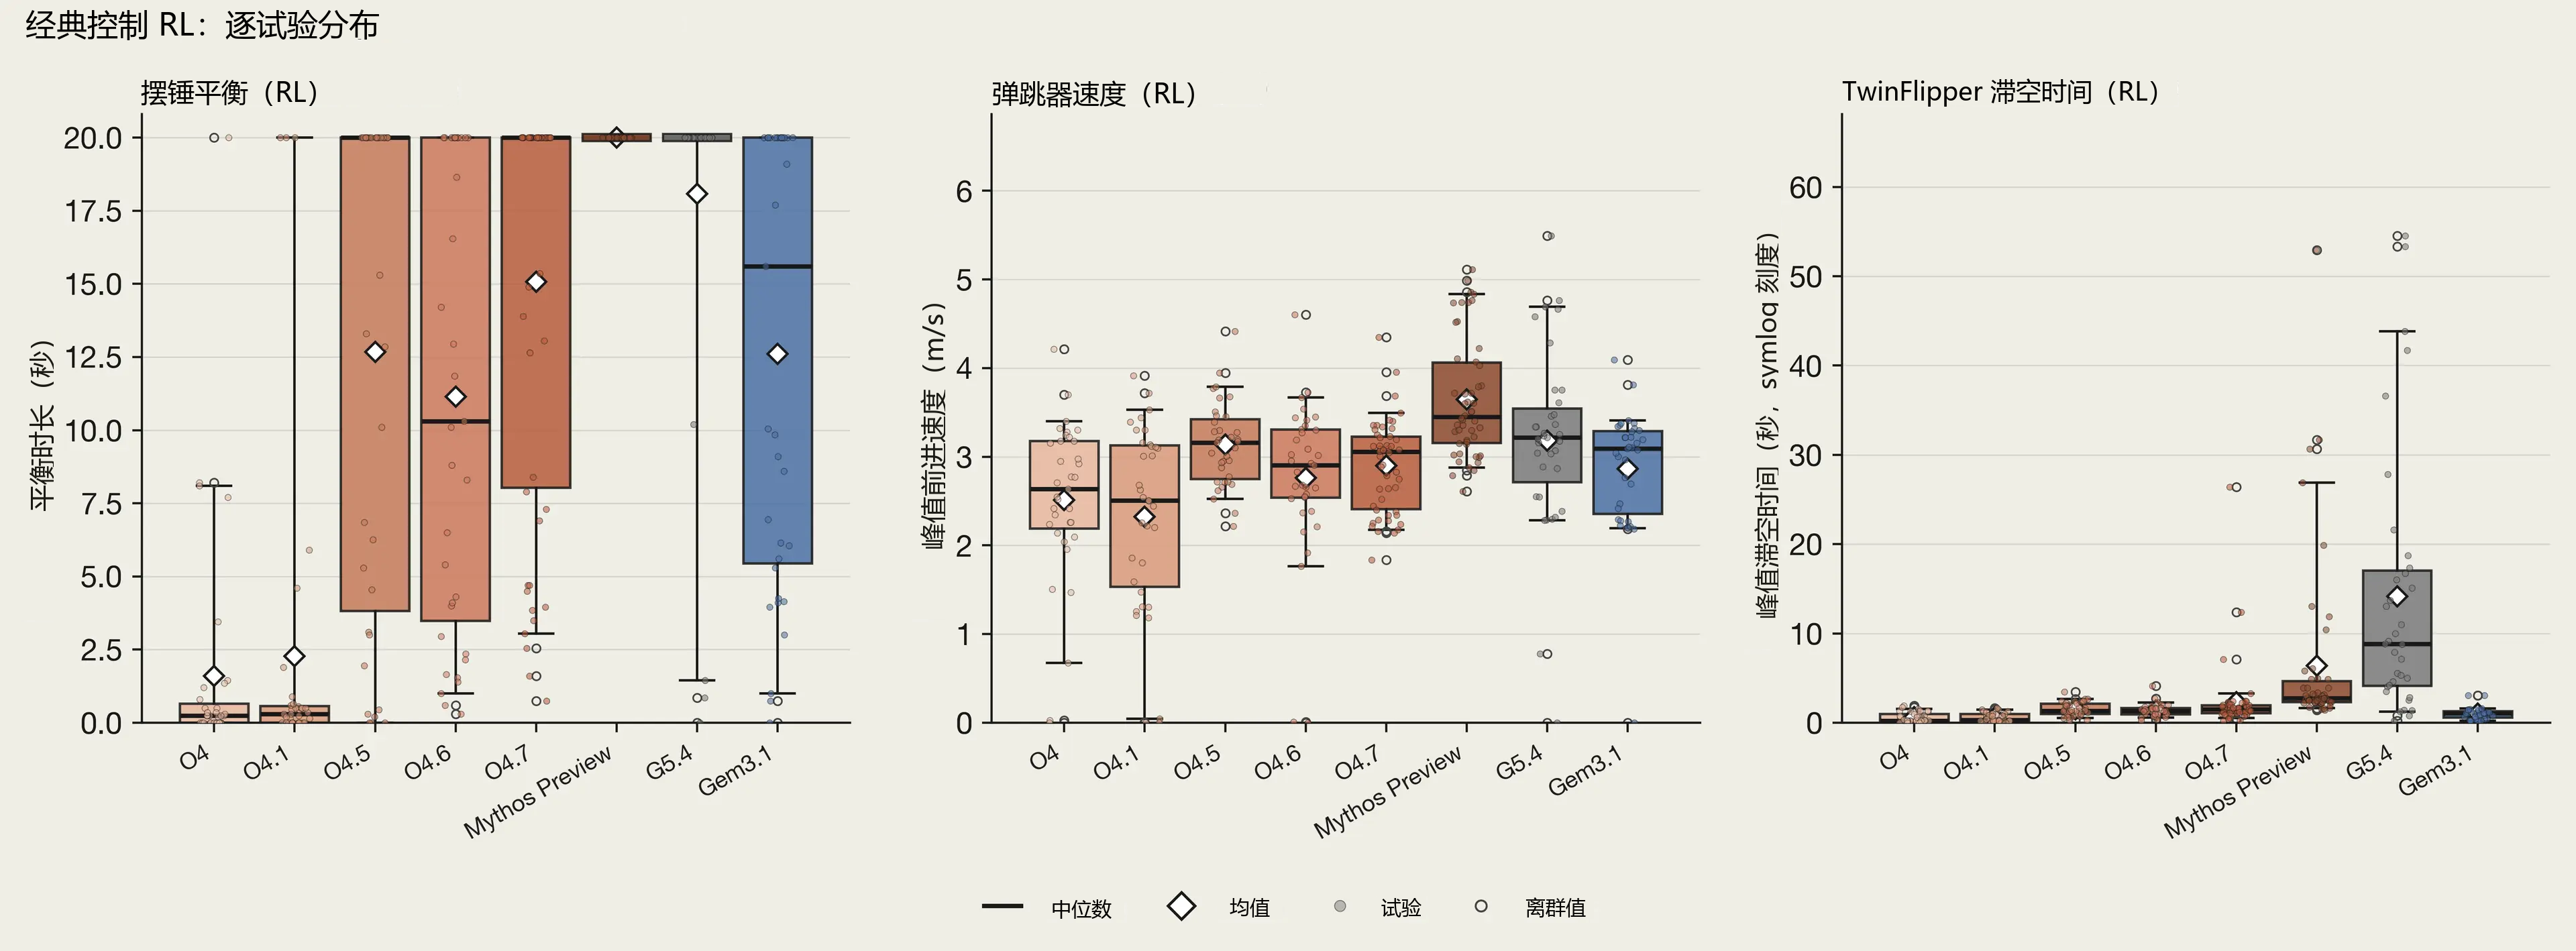 经典控制 RL：逐试验分布
摆锤平衡（RL）
平衡时长（秒）
20.0
17.5
15.0
12.5
10.0
7.5
5.0
2.5
0.0
O4
O4.1
O4.5
O4.6
O4.7
Mythos Preview
G5.4
Gem3.1
弹跳器速度（RL）
峰值前进速度（m/s）
6
5
4
3
2
1
0
O4
O4.1
O4.5
O4.6
O4.7
Mythos Preview
G5.4
Gem3.1
TwinFlipper 滞空时间（RL）
峰值滞空时间（秒，symlog 刻度）
60
50
40
30
20
10
0
O4
O4.1
O4.5
O4.6
O4.7
Mythos Preview
G5.4
Gem3.1
中位数
均值
试验
离群值